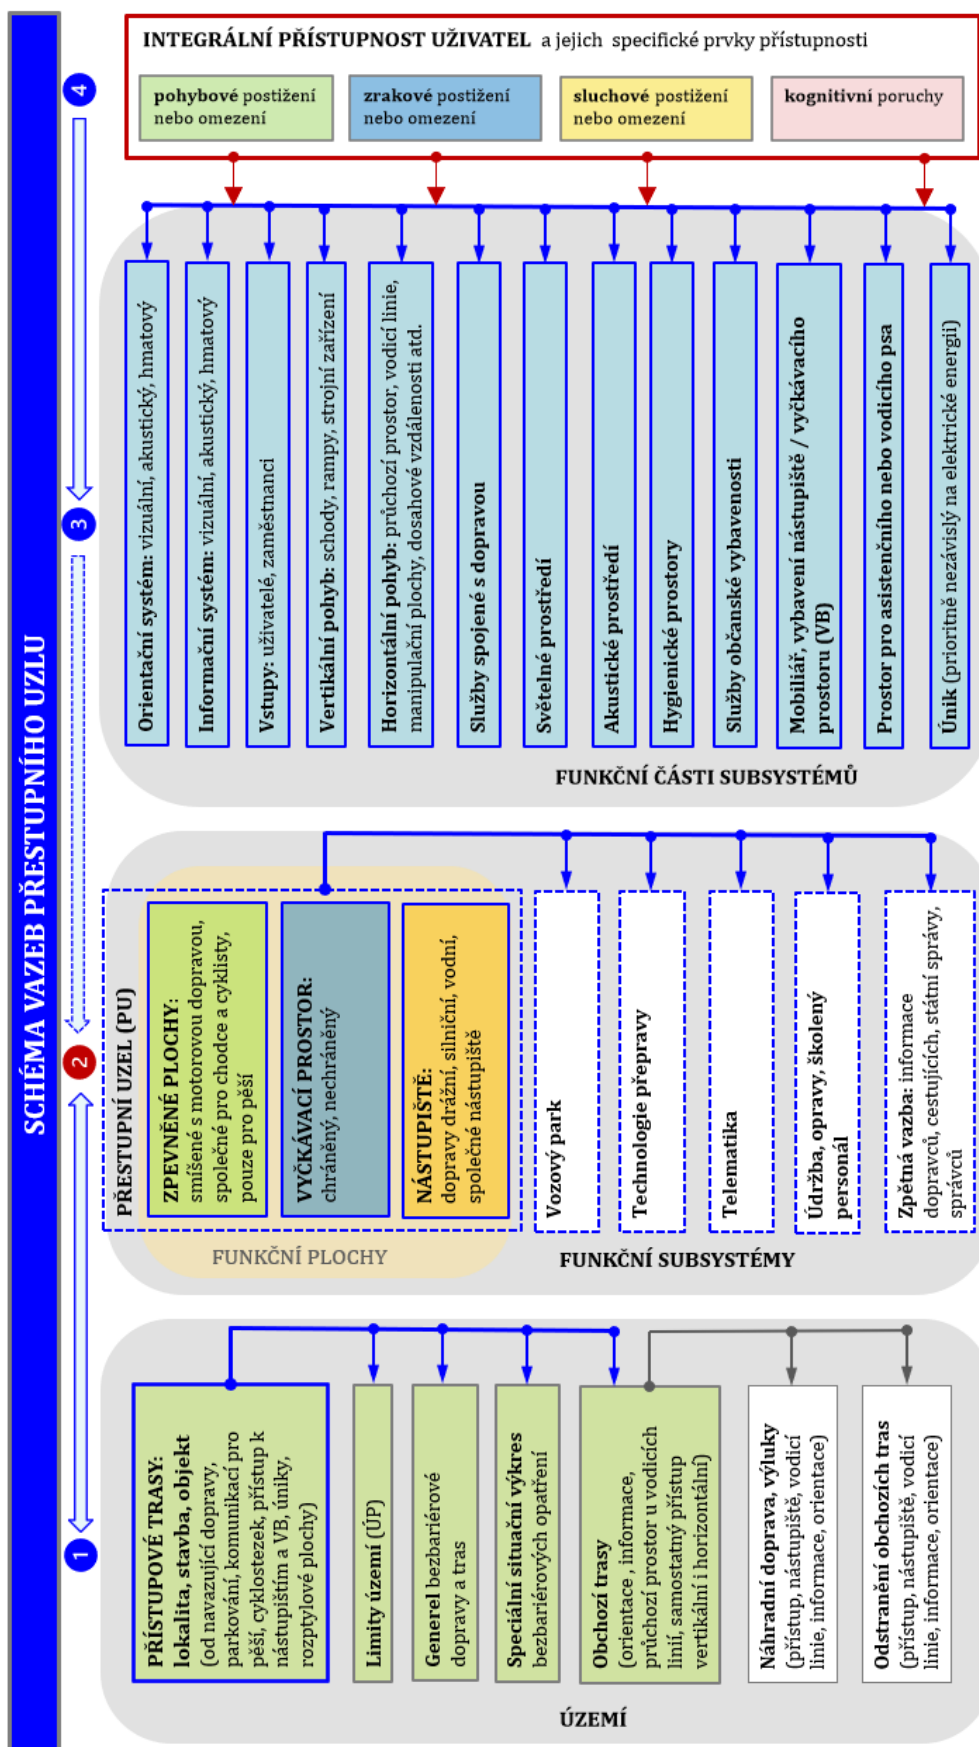 SCHÉMA VAZEB PŘESTUPNÍHO UZLU
4
3
2
1
INTEGRÁLNÍ PŘÍSTUPNOST UŽIVATEL a jejich specifické prvky přístupnosti
pohybové postižení
nebo omezení
zrakové postižení
nebo omezení
sluchové postižení
nebo omezení
kognitivní poruchy
Orientační systém: vizuální, akustický, hmatový
Informační systém: vizuální, akustický, hmatový
Vstupy: uživatelé, zaměstnanci
Vertikální pohyb: schody, rampy, strojní zařízení
Horizontální pohyb: průchozí prostor, vodicí linie,
manipulační plochy, dosahové vzdálenosti atd.
Služby spojené s dopravou
Světelné prostředí
Akustické prostředí
Hygienické prostory
Služby občanské vybavenosti
Mobiliář, vybavení nástupiště / vyčkávacího
prostoru (VB)
Prostor pro asistenčního nebo vodicího psa
Únik (prioritně nezávislý na elektrické energii)
FUNKČNÍ ČÁSTI SUBSYSTÉMŮ
PŘESTUPNÍ UZEL (PU)
ZPEVNĚNÉ PLOCHY:
smíšené s motorovou dopravou,
společné pro chodce a cyklisty,
pouze pro pěší
VYČKÁVACÍ PROSTOR:
chráněný, nechráněný
NÁSTUPIŠTĚ:
dopravy drážní, silniční, vodní,
společné nástupiště
FUNKČNÍ PLOCHY
Vozový park
Technologie přepravy
Telematika
Údržba, opravy, školený
personál
Zpětná vazba: informace
dopravců, cestujících, státní správy,
správců
FUNKČNÍ SUBSYSTÉMY
PŘÍSTUPOVÉ TRASY:
lokalita, stavba, objekt
(od navazující dopravy,
parkování, komunikací pro
pěší, cyklostezek, přístup k
nástupištím a VB, úniky,
rozptylové plochy)
Limity území (ÚP)
Generel bezbariérové
dopravy a tras
Speciální situační výkres
bezbariérových opatření
Obchozí trasy
(orientace , informace,
průchozí prostor u vodicích
linií, samostatný přístup
vertikální i horizontální)
Náhradní doprava, výluky
(přístup, nástupiště, vodicí
linie, informace, orientace)
Odstranění obchozích tras
(přístup, nástupiště, vodicí
linie, informace, orientace)
ÚZEMÍ